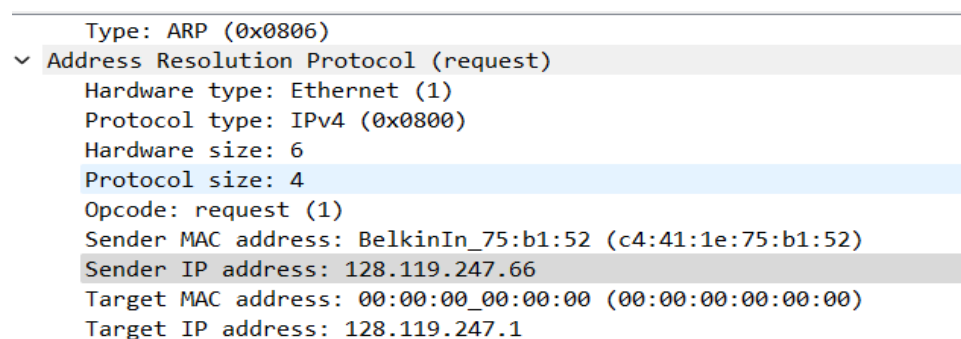 Type: ARP (0x0806)
Address Resolution Protocol (request)
Hardware type: Ethernet (1)
Protocol type: IPv4 (0x0800)
Hardware size: 6
Protocol size: 4
Opcode: request (1)
Sender MAC address: BelkinIn_75:b1:52 (c4:41:1e:75:b1:52)
Sender IP address: 128.119.247.66
Target MAC address: 00:00:00_00:00:00 (00:00:00:00:00:00)
Target IP address: 128.119.247.1